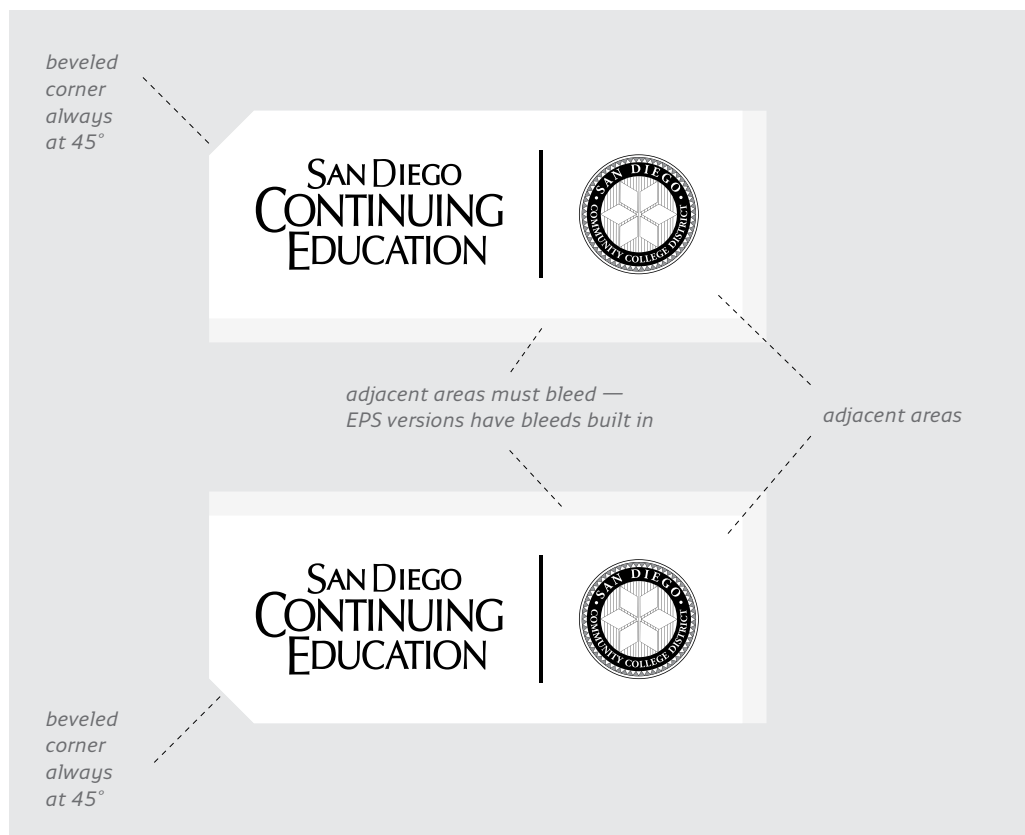 beveled
corner
always
at 45°
SAN DIEGO
CONTINUING
EDUCATION
SAN DIEGO
COMMUNITY COLLEGE DISTRICT
adjacent areas must bleed —
EPS versions have bleeds built in
adjacent areas
SAN DIEGO
CONTINUING
EDUCATION
SAN DIEGO
COMMUNITY COLLEGE DISTRICT
beveled
corner
always
at 45°